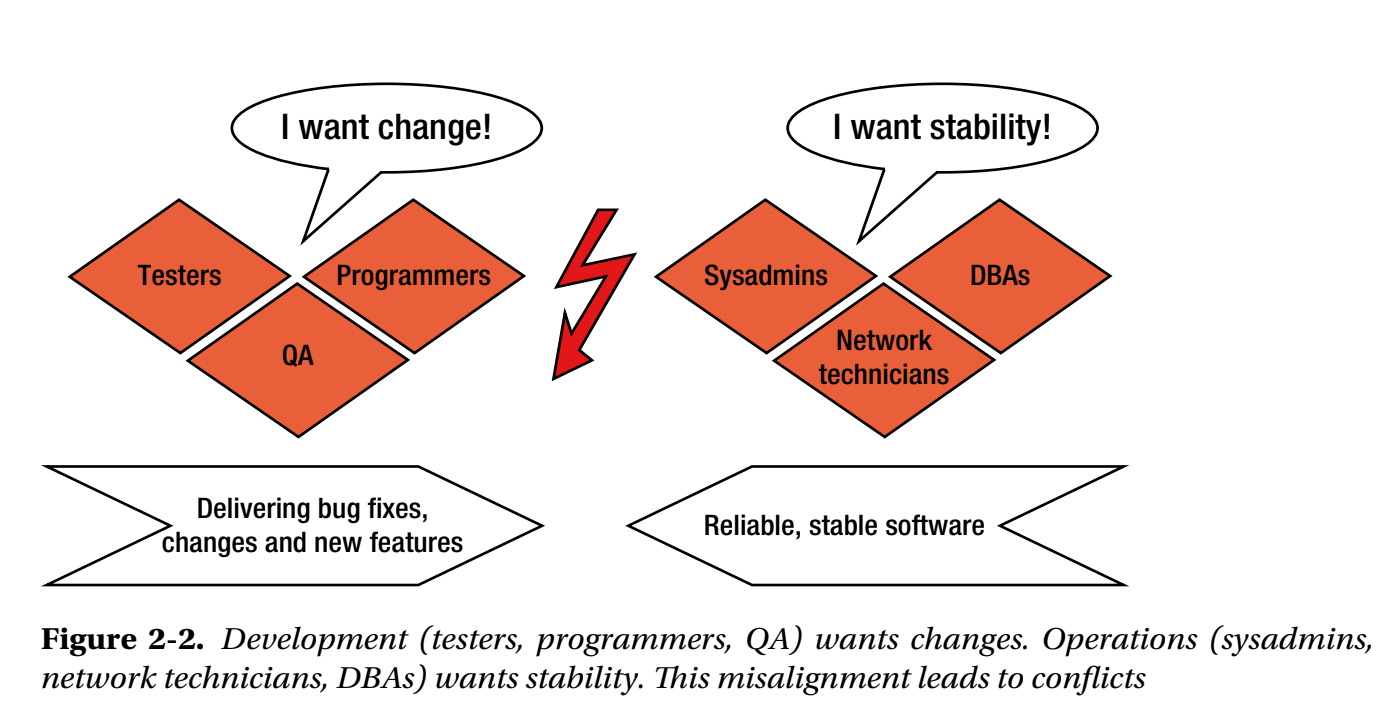 I want change!
I want stability!
Testers
Programmers
QA
Sysadmins
DBAs
Network
technicians
Delivering bug fixes,
changes and new features
Reliable, stable software
Figure 2-2. Development (testers, programmers, QA) wants changes. Operations (sysadmins,
network technicians, DBAs) wants stability. This misalignment leads to conflicts